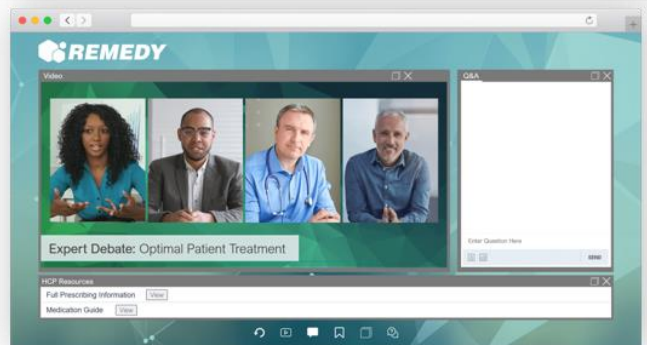 REMEDY
Video
Expert Debate: Optimal Patient Treatment
Q&A
Enter Question Here
SEND
HCP Resources
Full Prescribing Information View
Medication Guide View